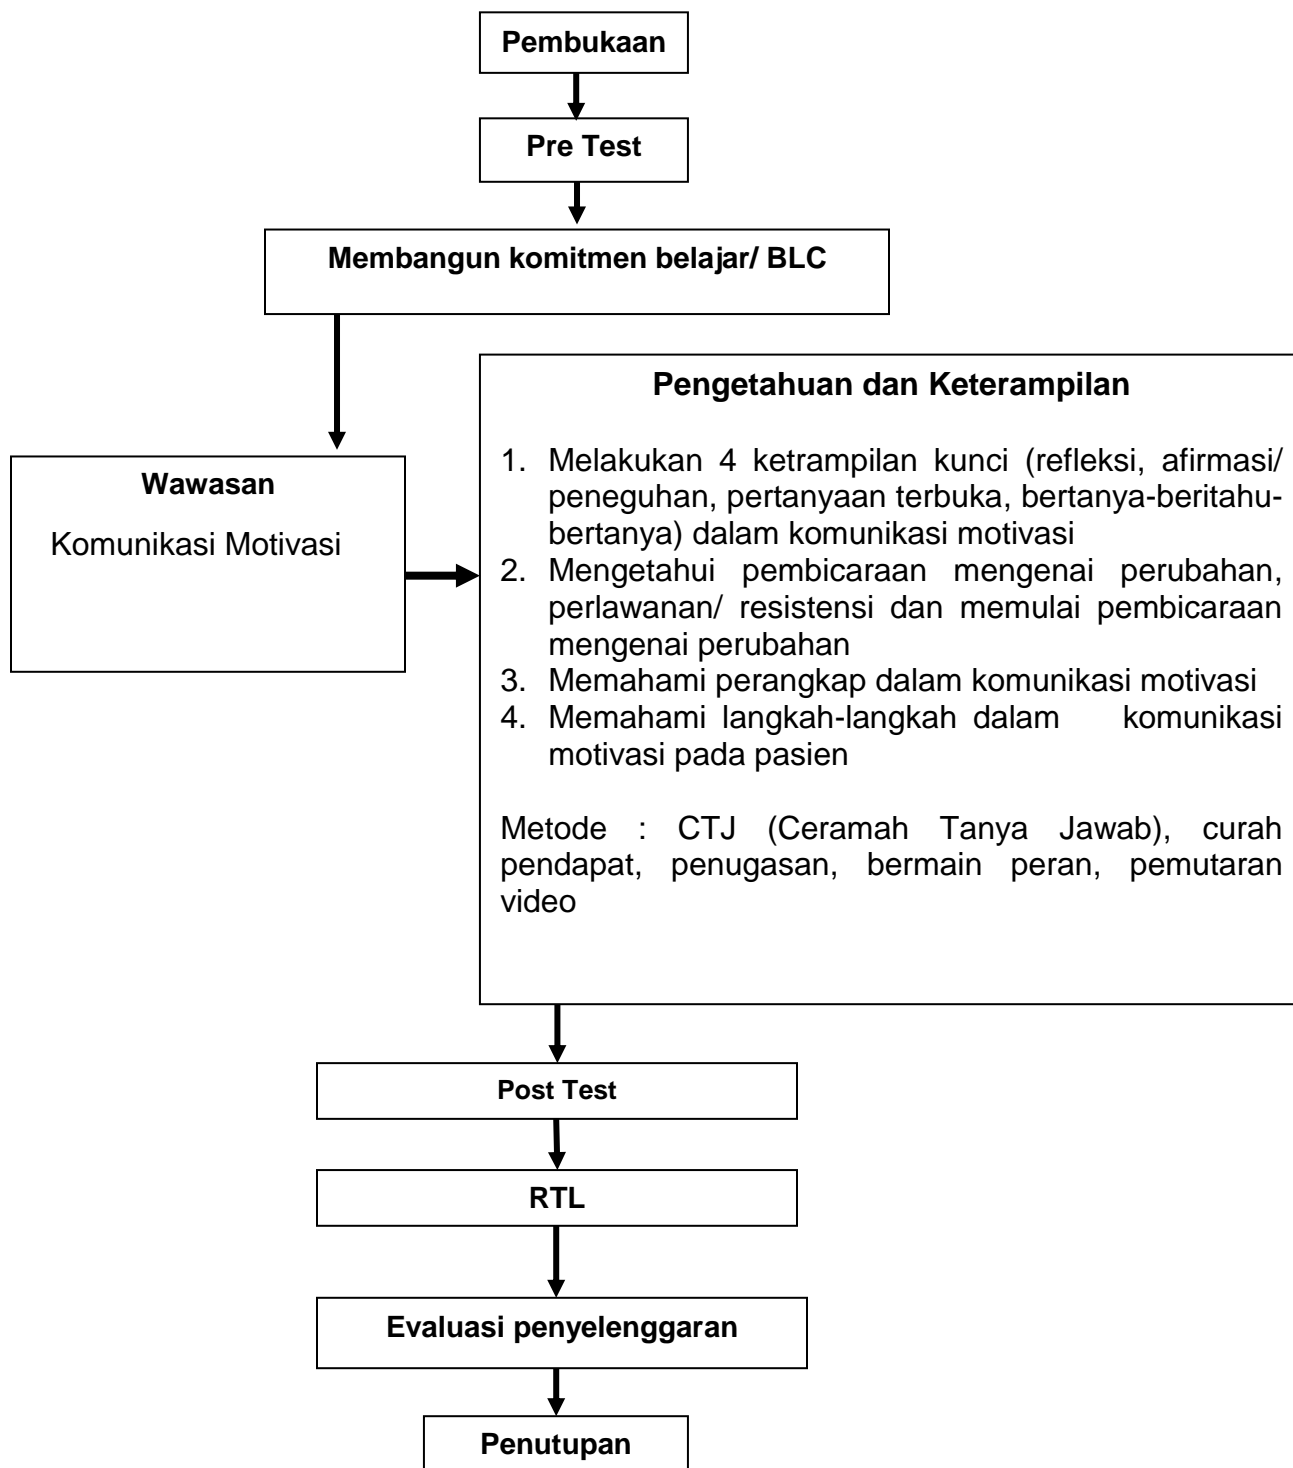 Pembukaan
Pre Test
Membangun komitmen belajar/ BLC
Wawasan
Komunikasi Motivasi
Pengetahuan dan Keterampilan
1. Melakukan 4 ketrampilan kunci (refleksi, afirmasi/
peneguhan, pertanyaan terbuka, bertanya-beritahu-
bertanya) dalam komunikasi motivasi
2. Mengetahui pembicaraan mengenai perubahan,
perlawanan/ resistensi dan memulai pembicaraan
mengenai perubahan
3. Memahami perangkap dalam komunikasi motivasi
4. Memahami langkah-langkah dalam komunikasi
motivasi pada pasien
Metode : CTJ (Ceramah Tanya Jawab), curah
pendapat, penugasan, bermain peran, pemutaran
video
Post Test
RTL
Evaluasi penyelenggaran
Penutupan